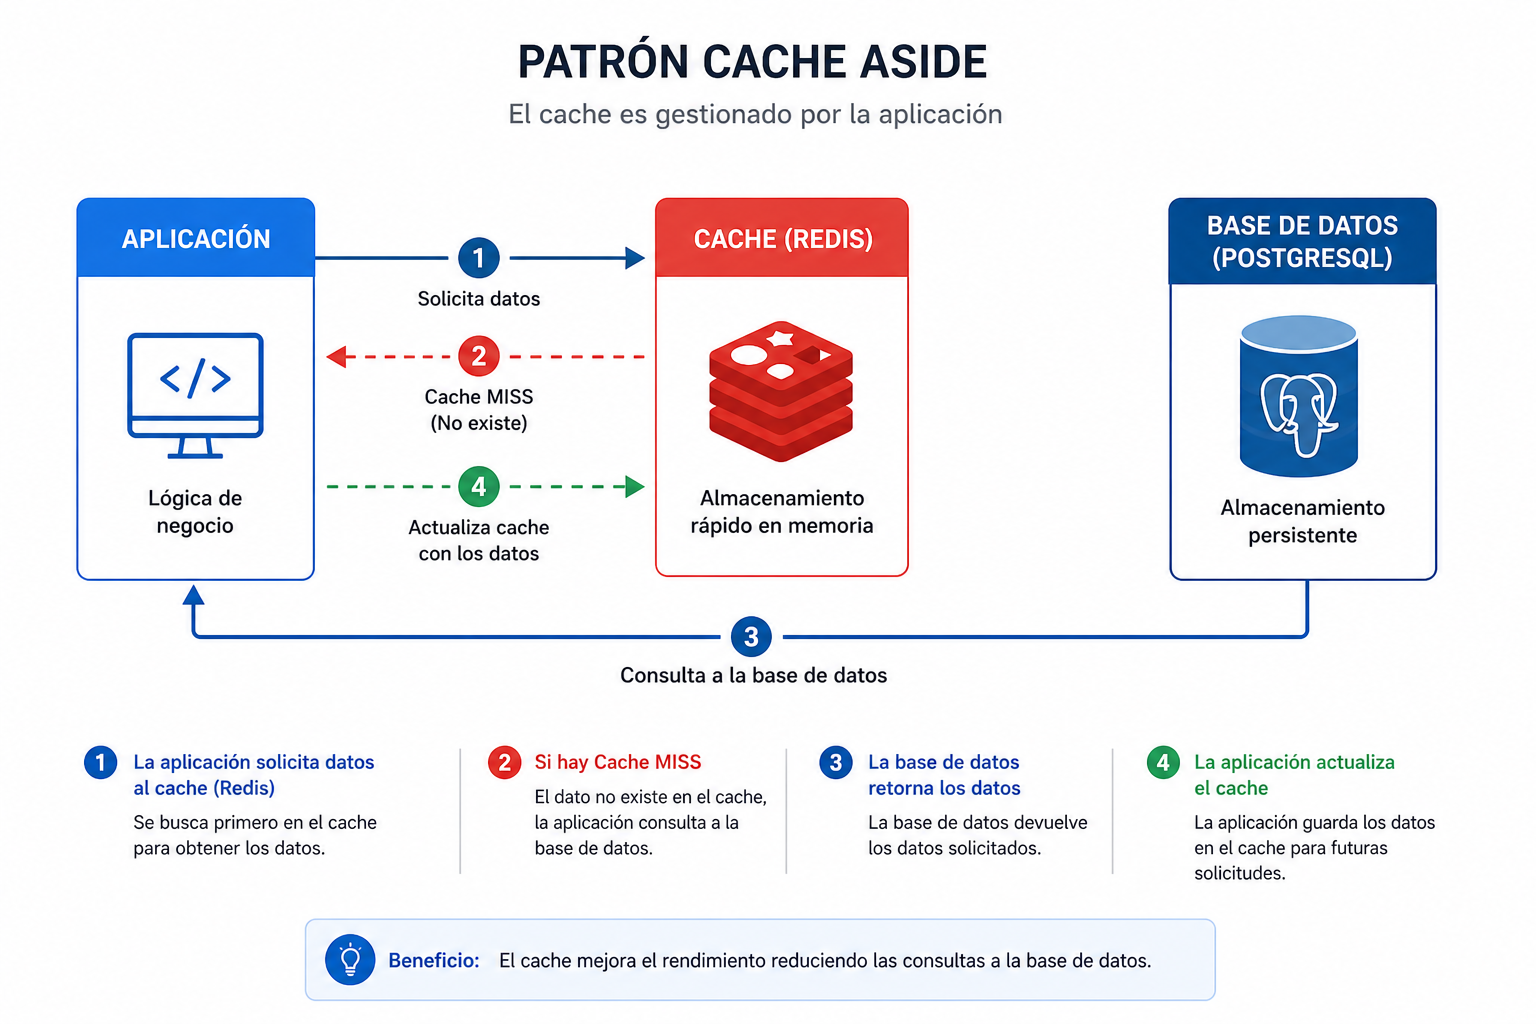 PATRÓN CACHE ASIDE
El cache es gestionado por la aplicación
APLICACIÓN
</>
Lógica de
negocio
1
Solicita datos
2
Cache MISS
(No existe)
4
Actualiza cache
con los datos
CACHE (REDIS)
Almacenamiento
rápido en memoria
BASE DE DATOS
(POSTGRESQL)
Almacenamiento
persistente
3
Consulta a la base de datos
1
La aplicación solicita datos
al cache (Redis)
Se busca primero en el cache
para obtener los datos.
2
Si hay Cache MISS
El dato no existe en el cache,
la aplicación consulta a la
base de datos.
3
La base de datos
retorna los datos
La base de datos devuelve
los datos solicitados.
4
La aplicación actualiza
el cache
La aplicación guarda los datos
en el cache para futuras
solicitudes.
Beneficio: El cache mejora el rendimiento reduciendo las consultas a la base de datos.